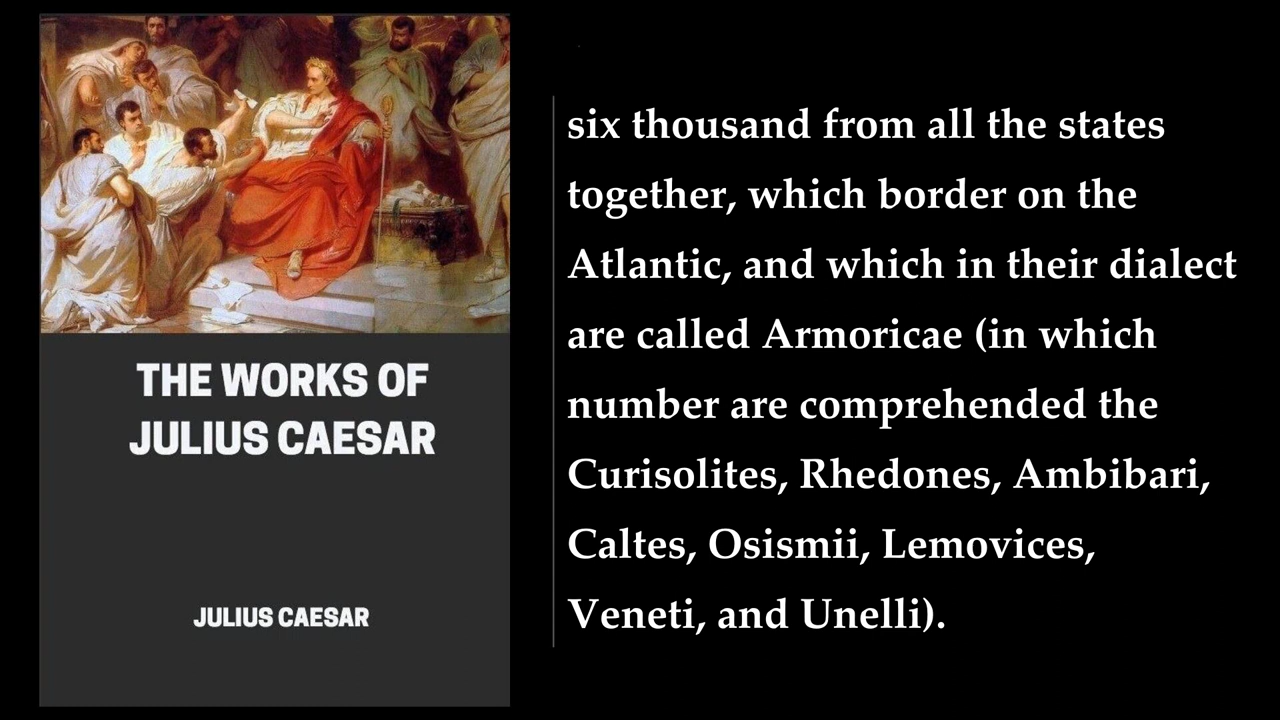 THE WORKS OF
JULIUS CAESAR
JULIUS CAESAR
six thousand from all the states
together, which border on the
Atlantic, and which in their dialect
are called Armoricae (in which
number are comprehended the
Curisolites, Rhedones, Ambibari,
Caltes, Osismii, Lemovices,
Veneti, and Unelli).